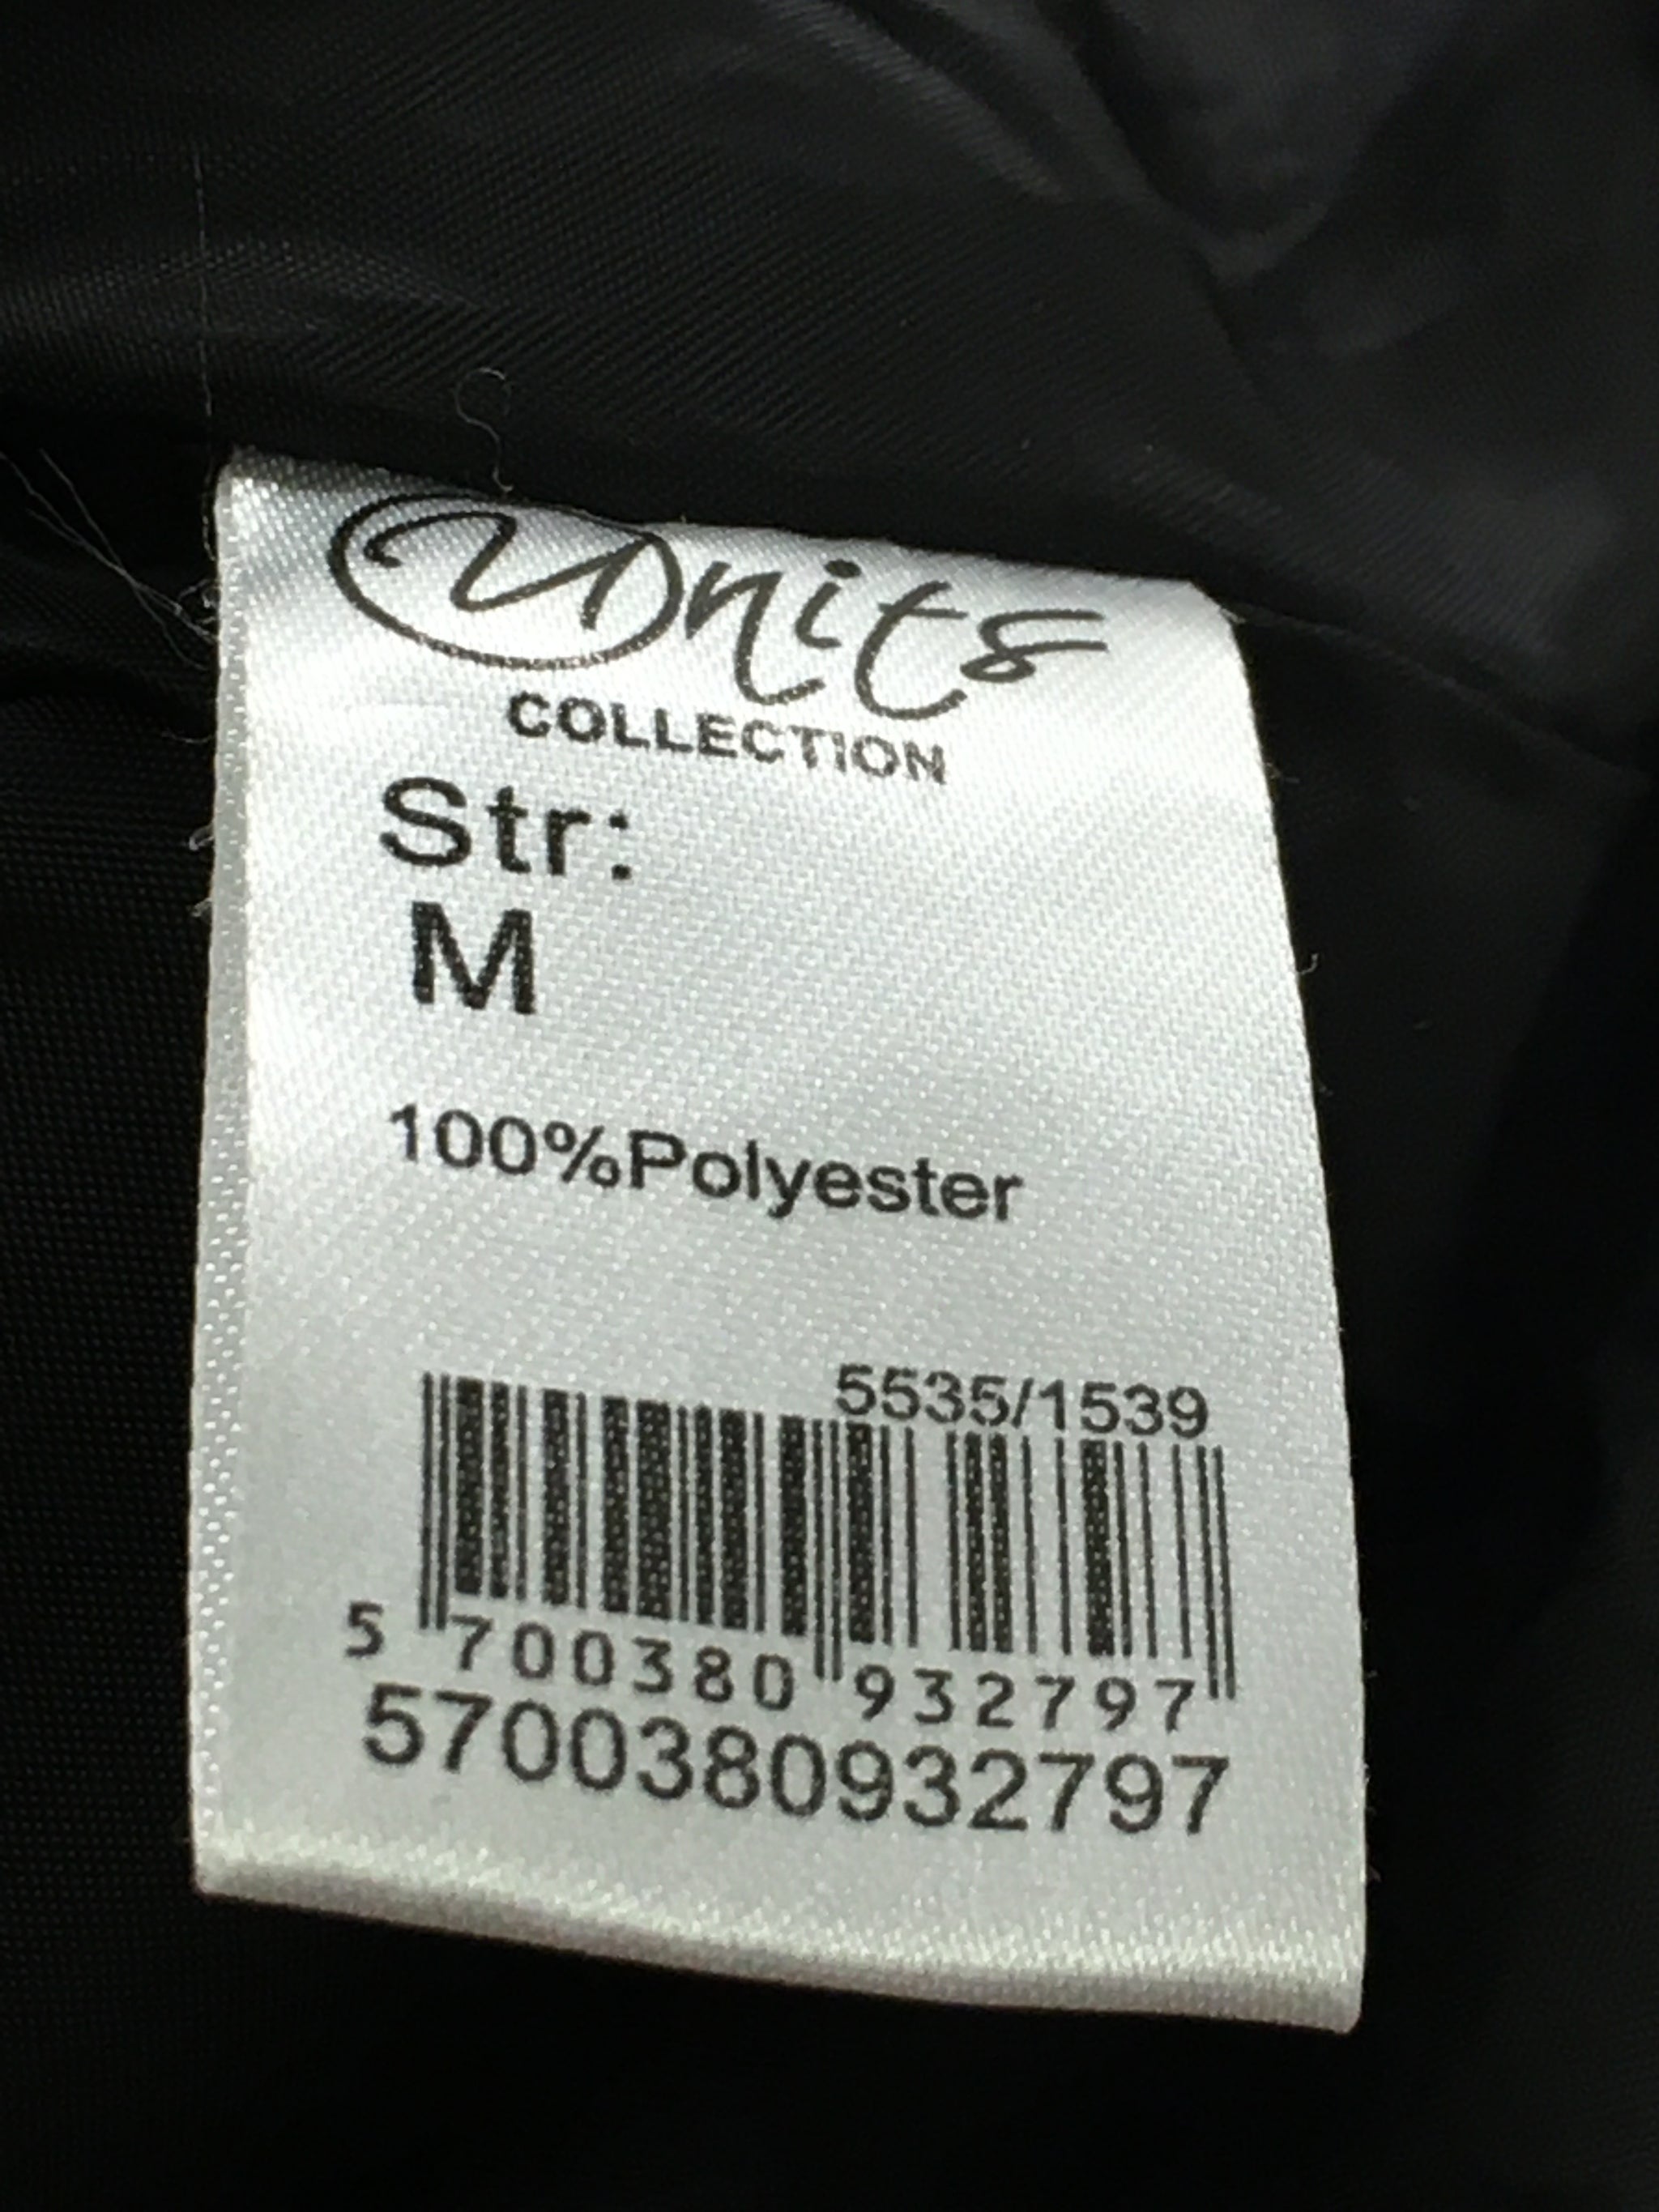 Units
COLLECTION
Str:
M
100%Polyester
5535/1539
5 700380 932797
5700380932797